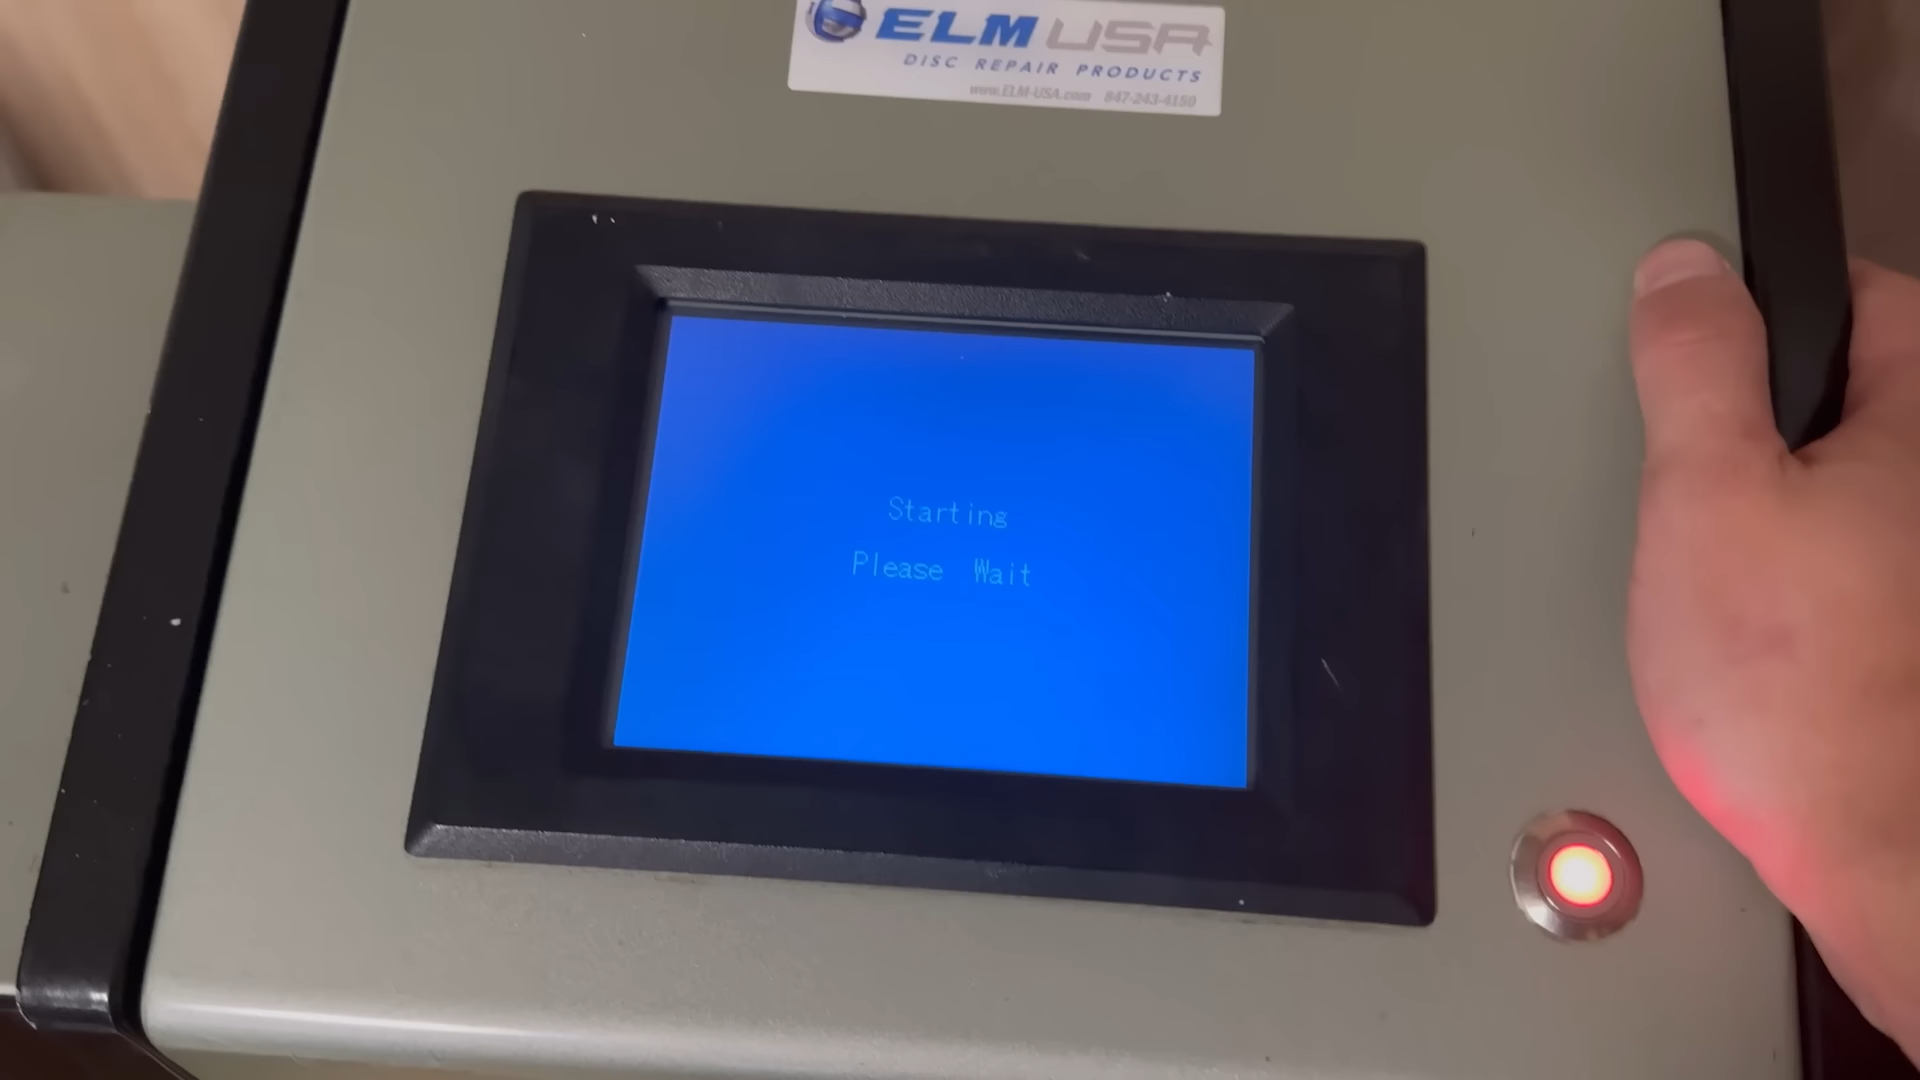 ELM USA
DISC REPAIR PRODUCTS
www.ELM-USA.com 847-243-4150
Starting
Please Wait